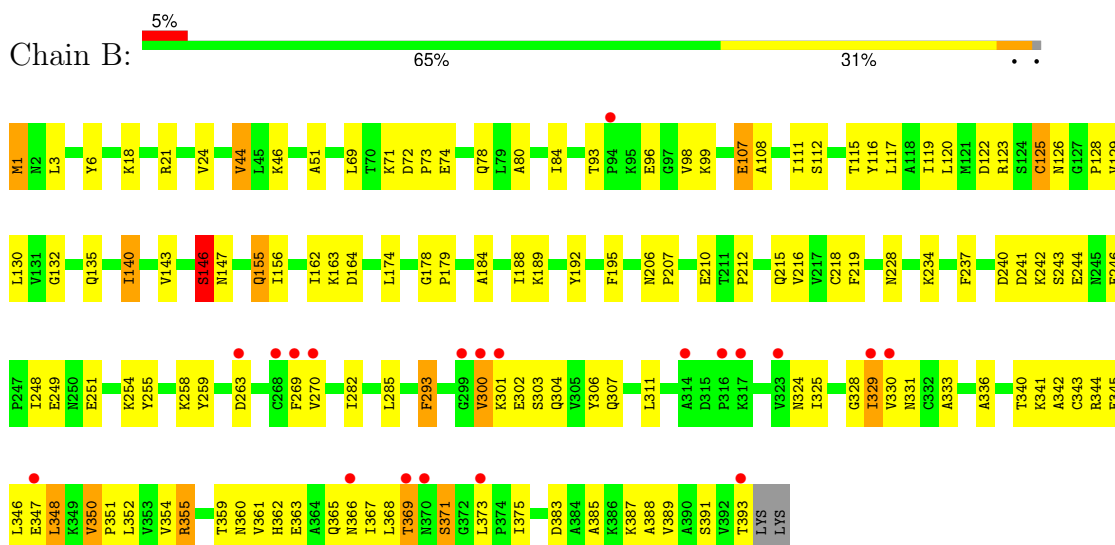 5%
Chain B:
65% 31% • •
M1 N2 L3 Y6 K18 R21 V24 V44 L45 K46 A51 L69 T70 K71 D72 P73 E74 Q78 L79 A80 I84 T93 P94 K95 E96 G97 V98 K99 E107 A108 I111 S112 T115 Y116 L117 A118 I119 L120 M121 D122 R123 S124 C125 N126 G127 P128 V129
L130 V131 G132 Q135 I140 V143 S146 N147 Q155 I156 I162 K163 D164 L174 G178 P179 A184 I188 K189 Y192 F195 N206 P207 E210 T211 P212 Q215 V216 V217 C218 F219 N228 K234 F237 D240 D241 K242 S243 E244 N245 F246
P247 I248 E249 N250 E251 K254 Y255 K258 Y259 D263 C268 F269 V270 I282 L285 F293 G299 V300 K301 E302 S303 Q304 V305 Y306 Q307 L311 A314 D315 P316 K317 V323 N324 I325 G328 I329 V330 N331 C332 A333 A336 T340 K341 A342 C343 R344 E345
L346 E347 L348 K349 V350 P351 L352 V353 V354 R355 T359 N360 V361 H362 E363 A364 Q365 N366 I367 L368 T369 N370 S371 G372 L373 P374 I375 D383 A384 A385 K386 K387 A388 V389 A390 S391 V392 T393 LYS LYS